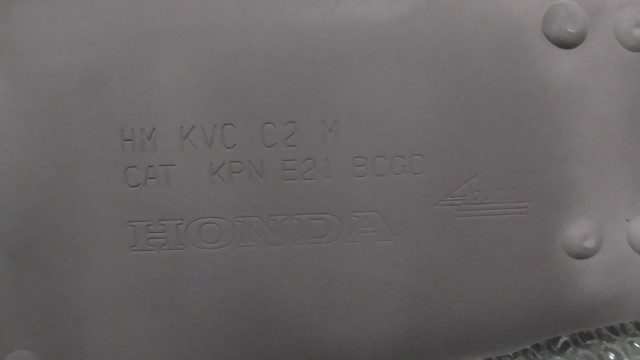 HM KVC C2 M
CAT KPN E21 BCGC
HONDA